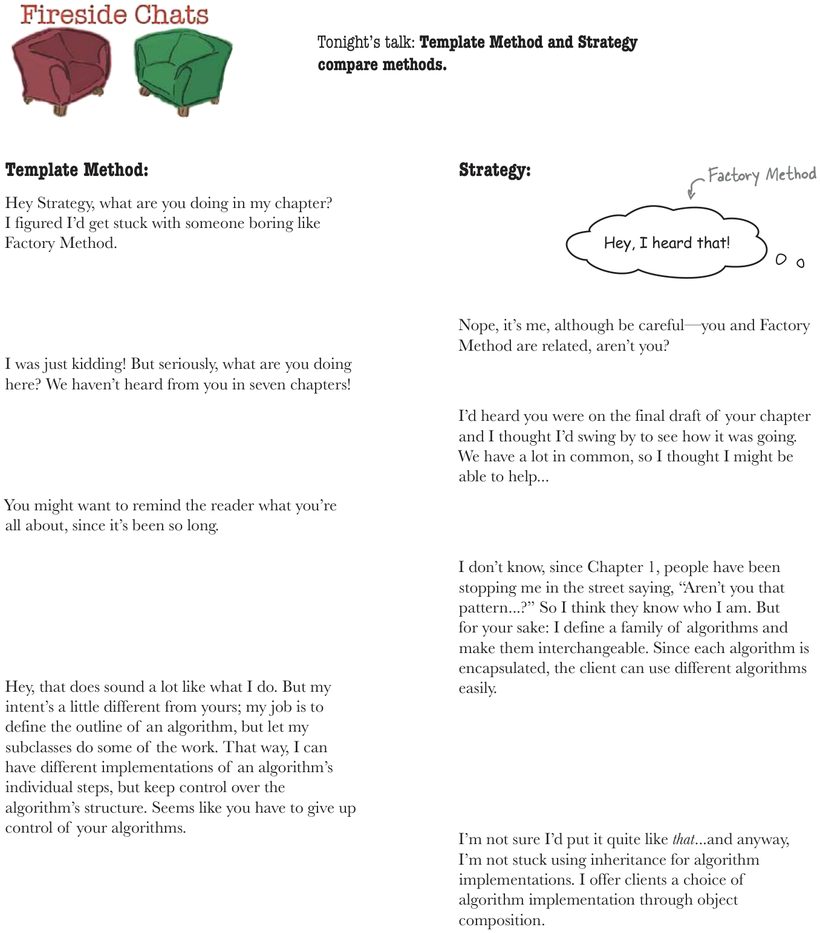 Fireside Chats
Tonight's talk: Template Method and Strategy
compare methods.
Template Method:
Strategy:
Hey Strategy, what are you doing in my chapter?
I figured I'd get stuck with someone boring like
Factory Method.
Factory Method
Hey, I heard that!
Nope, it's me, although be careful—you and Factory
Method are related, aren't you?
I was just kidding! But seriously, what are you doing
here? We haven't heard from you in seven chapters!
I'd heard you were on the final draft of your chapter
and I thought I'd swing by to see how it was going.
We have a lot in common, so I thought I might be
able to help...
You might want to remind the reader what you're
all about, since it's been so long.
I don't know, since Chapter 1, people have been
stopping me in the street saying, “Aren't you that
pattern...?” So I think they know who I am. But
for your sake: I define a family of algorithms and
make them interchangeable. Since each algorithm is
encapsulated, the client can use different algorithms
easily.
Hey, that does sound a lot like what I do. But my
intent's a little different from yours; my job is to
define the outline of an algorithm, but let my
subclasses do some of the work. That way, I can
have different implementations of an algorithm's
individual steps, but keep control over the
algorithm's structure. Seems like you have to give up
control of your algorithms.
I'm not sure I'd put it quite like that...and anyway,
I'm not stuck using inheritance for algorithm
implementations. I offer clients a choice of
algorithm implementation through object
composition.